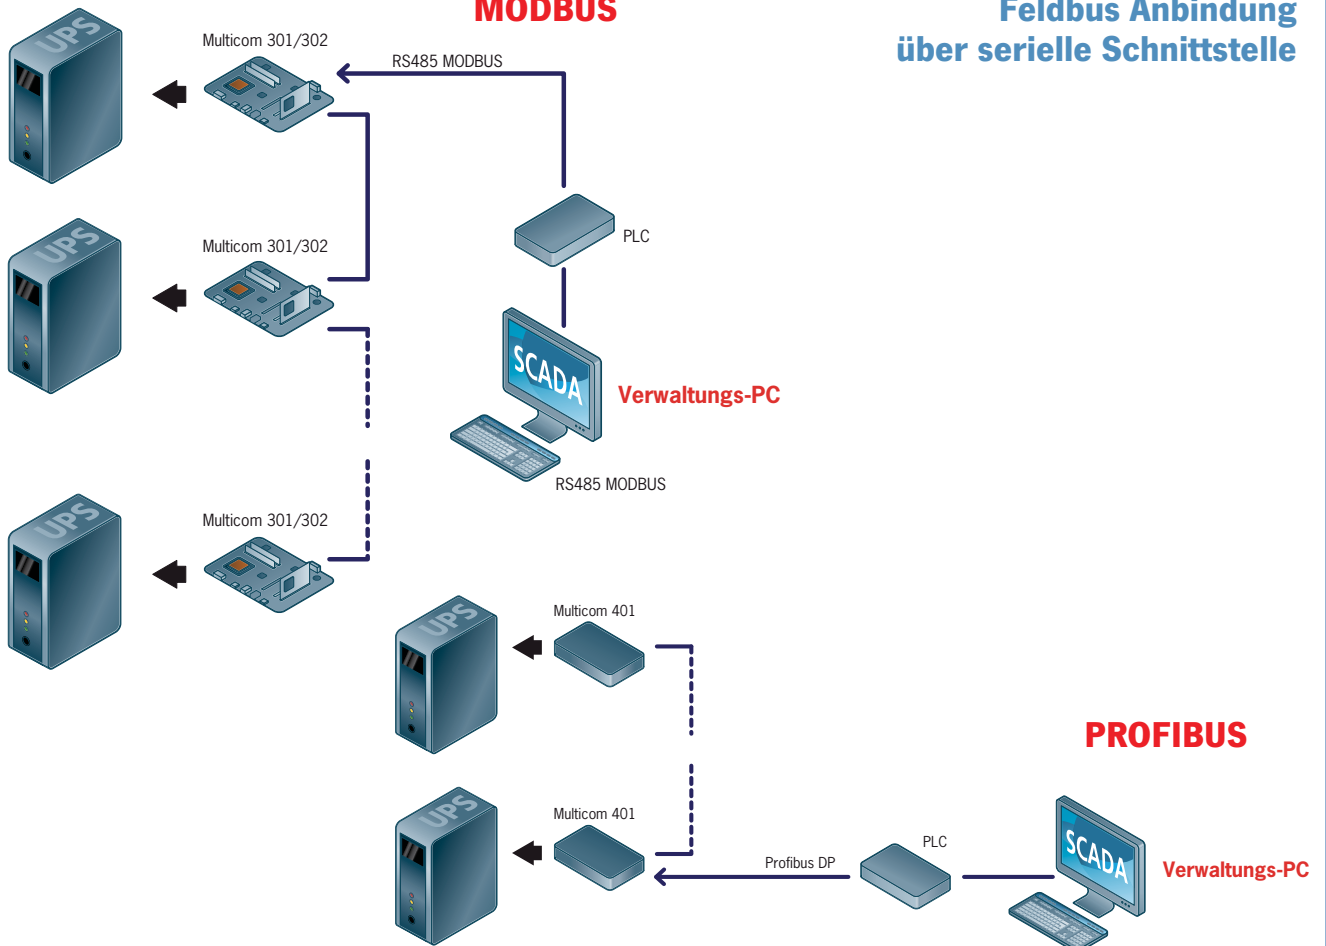 MODBUS
Feldbus Anbindung
über serielle Schnittstelle
UPS
Multicom 301/302
RS485 MODBUS
PLC
UPS
Multicom 301/302
SCADA
Verwaltungs-PC
RS485 MODBUS
UPS
Multicom 301/302
UPS
Multicom 401
PROFIBUS
UPS
Multicom 401
Profibus DP
PLC
SCADA
Verwaltungs-PC